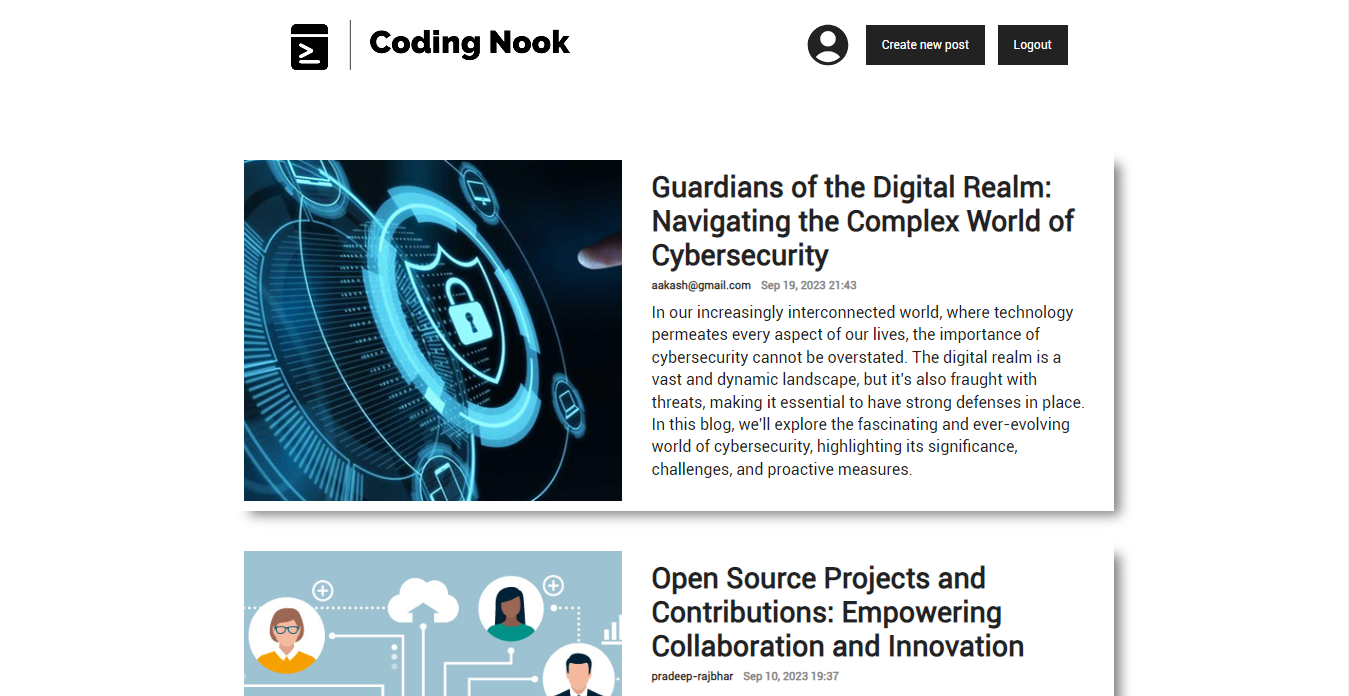 Coding Nook
Create new post
Logout
Guardians of the Digital Realm:
Navigating the Complex World of
Cybersecurity
aakash@gmail.com Sep 19, 2023 21:43
In our increasingly interconnected world, where technology
permeates every aspect of our lives, the importance of
cybersecurity cannot be overstated. The digital realm is a
vast and dynamic landscape, but it's also fraught with
threats, making it essential to have strong defenses in place.
In this blog, we'll explore the fascinating and ever-evolving
world of cybersecurity, highlighting its significance,
challenges, and proactive measures.
Open Source Projects and
Contributions: Empowering
Collaboration and Innovation
pradeep-rajbhar Sep 10, 2023 19:37